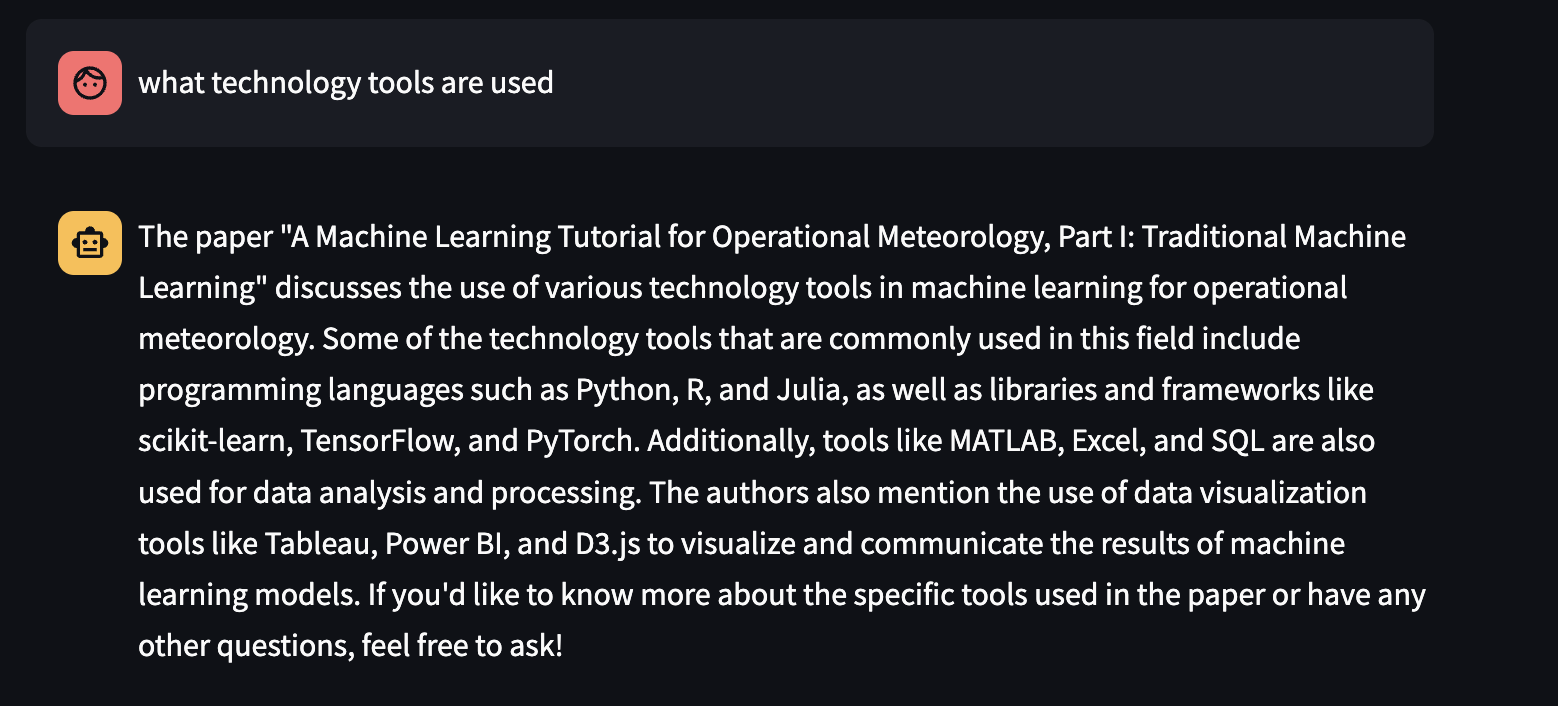 what technology tools are used
The paper "A Machine Learning Tutorial for Operational Meteorology, Part I: Traditional Machine
Learning" discusses the use of various technology tools in machine learning for operational
meteorology. Some of the technology tools that are commonly used in this field include
programming languages such as Python, R, and Julia, as well as libraries and frameworks like
scikit-learn, TensorFlow, and PyTorch. Additionally, tools like MATLAB, Excel, and SQL are also
used for data analysis and processing. The authors also mention the use of data visualization
tools like Tableau, Power BI, and D3.js to visualize and communicate the results of machine
learning models. If you'd like to know more about the specific tools used in the paper or have any
other questions, feel free to ask!